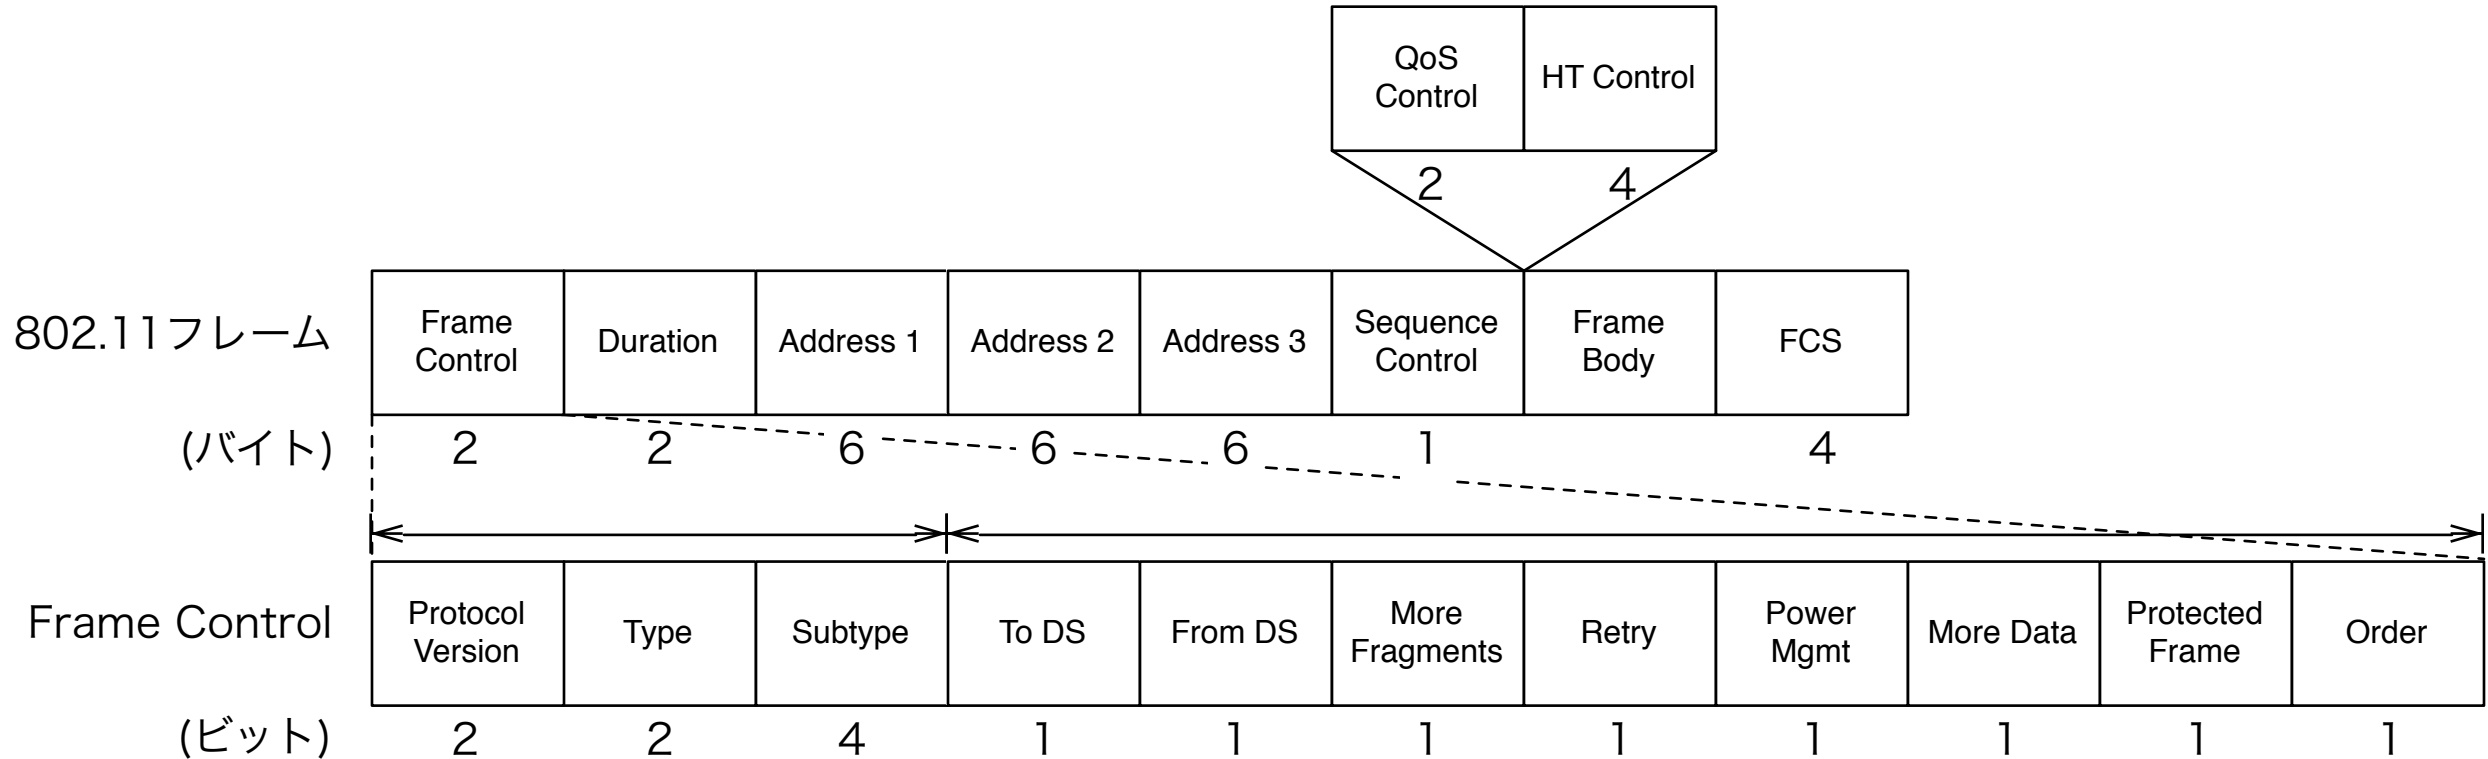 QoS
Control
HT Control
2 4
802.11フレーム
Frame
Control
Duration
Address 1
Address 2
Address 3
Sequence
Control
Frame
Body
FCS
(バイト)
2 2 6 6 6 1 4
Frame Control
Protocol
Version
Type
Subtype
To DS
From DS
More
Fragments
Retry
Power
Mgmt
More Data
Protected
Frame
Order
(ビット)
2 2 4 1 1 1 1 1 1 1 1